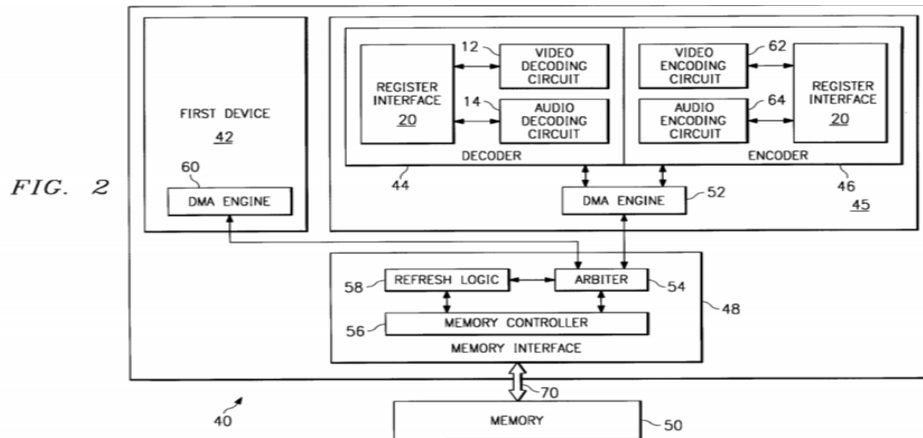 FIG. 2
FIRST DEVICE
42
60
DMA ENGINE
REGISTER
INTERFACE
20
12
VIDEO
DECODING
CIRCUIT
14
AUDIO
DECODING
CIRCUIT
DECODER
44
VIDEO
ENCODING
CIRCUIT
62
AUDIO
ENCODING
CIRCUIT
64
REGISTER
INTERFACE
20
ENCODER
46
DMA ENGINE
52
45
58
REFRESH LOGIC
ARBITER
54
48
56
MEMORY CONTROLLER
MEMORY INTERFACE
70
40
MEMORY
50